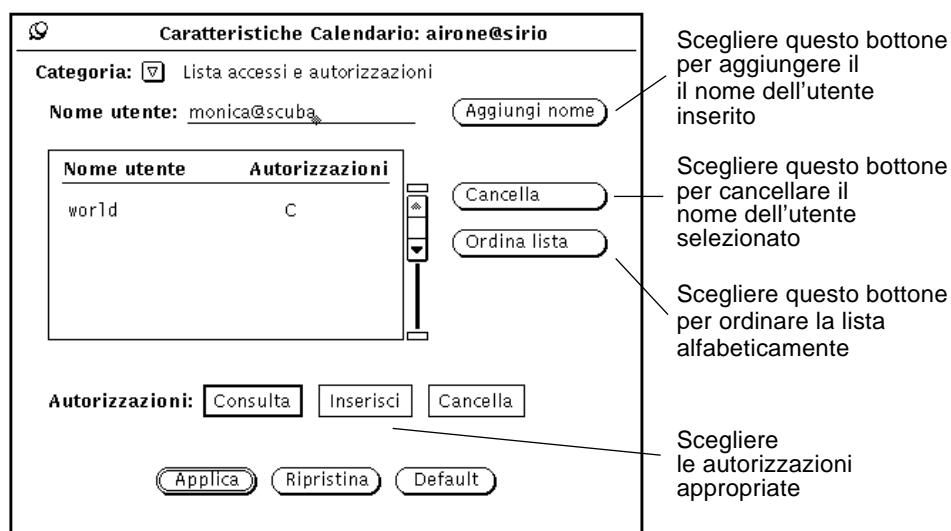 Caratteristiche Calendario: airone@sirio
Categoria: Lista accessi e autorizzazioni
Nome utente: monica@scuba
Aggiungi nome
Nome utente Autorizzazioni
world C
Cancella
Ordina lista
Autorizzazioni: Consulta Inserisci Cancella
Applica Ripristina Default
Scegliere questo bottone
per aggiungere il
il nome dell'utente
inserito
Scegliere questo bottone
per cancellare il
nome dell'utente
selezionato
Scegliere questo bottone
per ordinare la lista
alfabeticamente
Scegliere
le autorizzazioni
appropriate